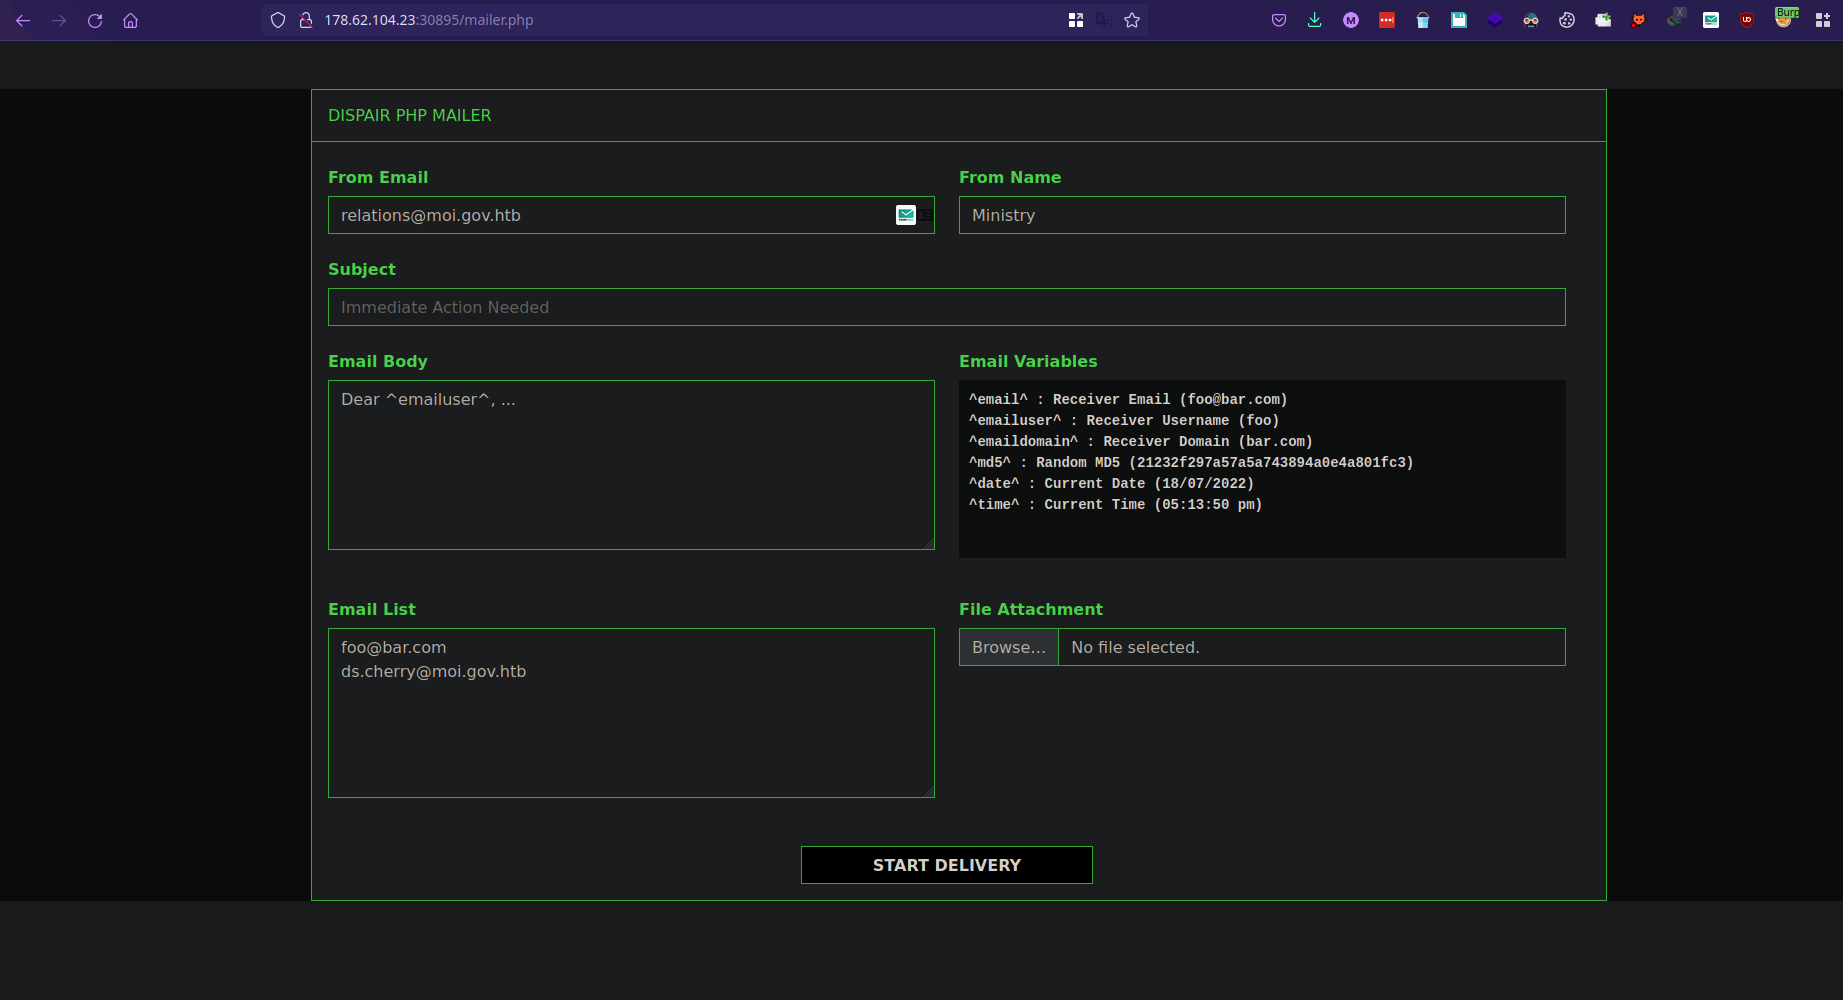 178.62.104.23:30895/mailer.php
Burp
DISPAIR PHP MAILER
From Email
From Name
relations@moi.gov.htb
Ministry
Subject
Immediate Action Needed
Email Body
Email Variables
Dear ^emailuser^, ...
^email^ : Receiver Email (foo@bar.com)
^emailuser^ : Receiver Username (foo)
^emaildomain^ : Receiver Domain (bar.com)
^md5^ : Random MD5 (21232f297a57a5a743894a0e4a801fc3)
^date^ : Current Date (18/07/2022)
^time^ : Current Time (05:13:50 pm)
Email List
File Attachment
foo@bar.com
ds.cherry@moi.gov.htb
Browse...
No file selected.
START DELIVERY